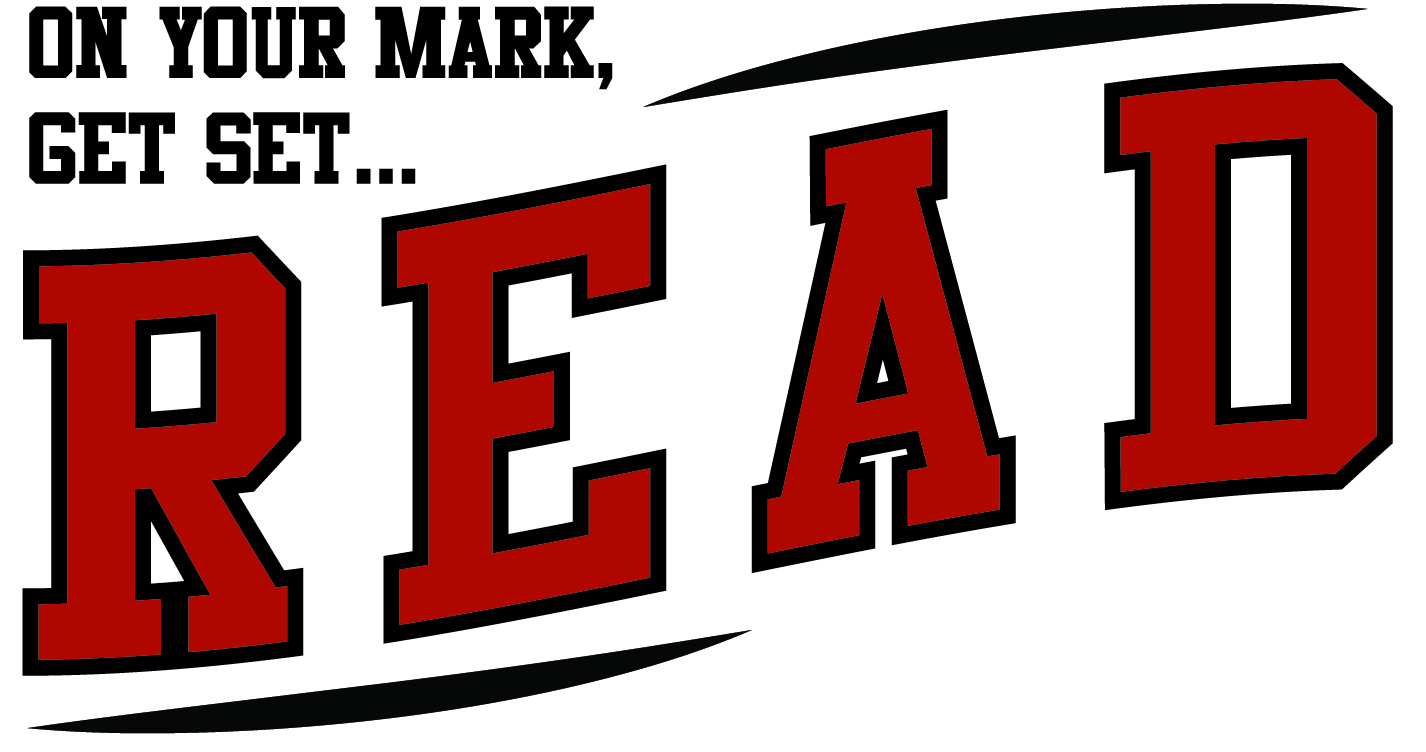 ON YOUR MARK,
GET SET...
READ